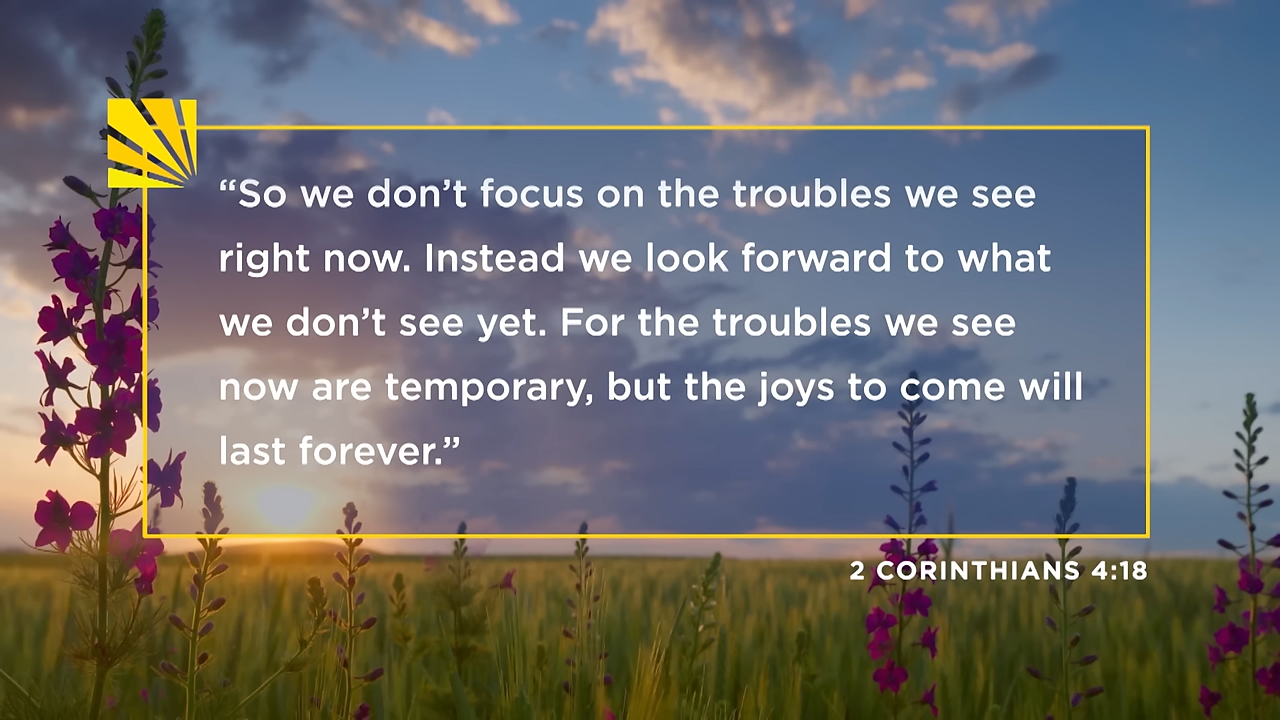 “So we don’t focus on the troubles we see
right now. Instead we look forward to what
we don’t see yet. For the troubles we see
now are temporary, but the joys to come will
last forever.”
2 CORINTHIANS 4:18